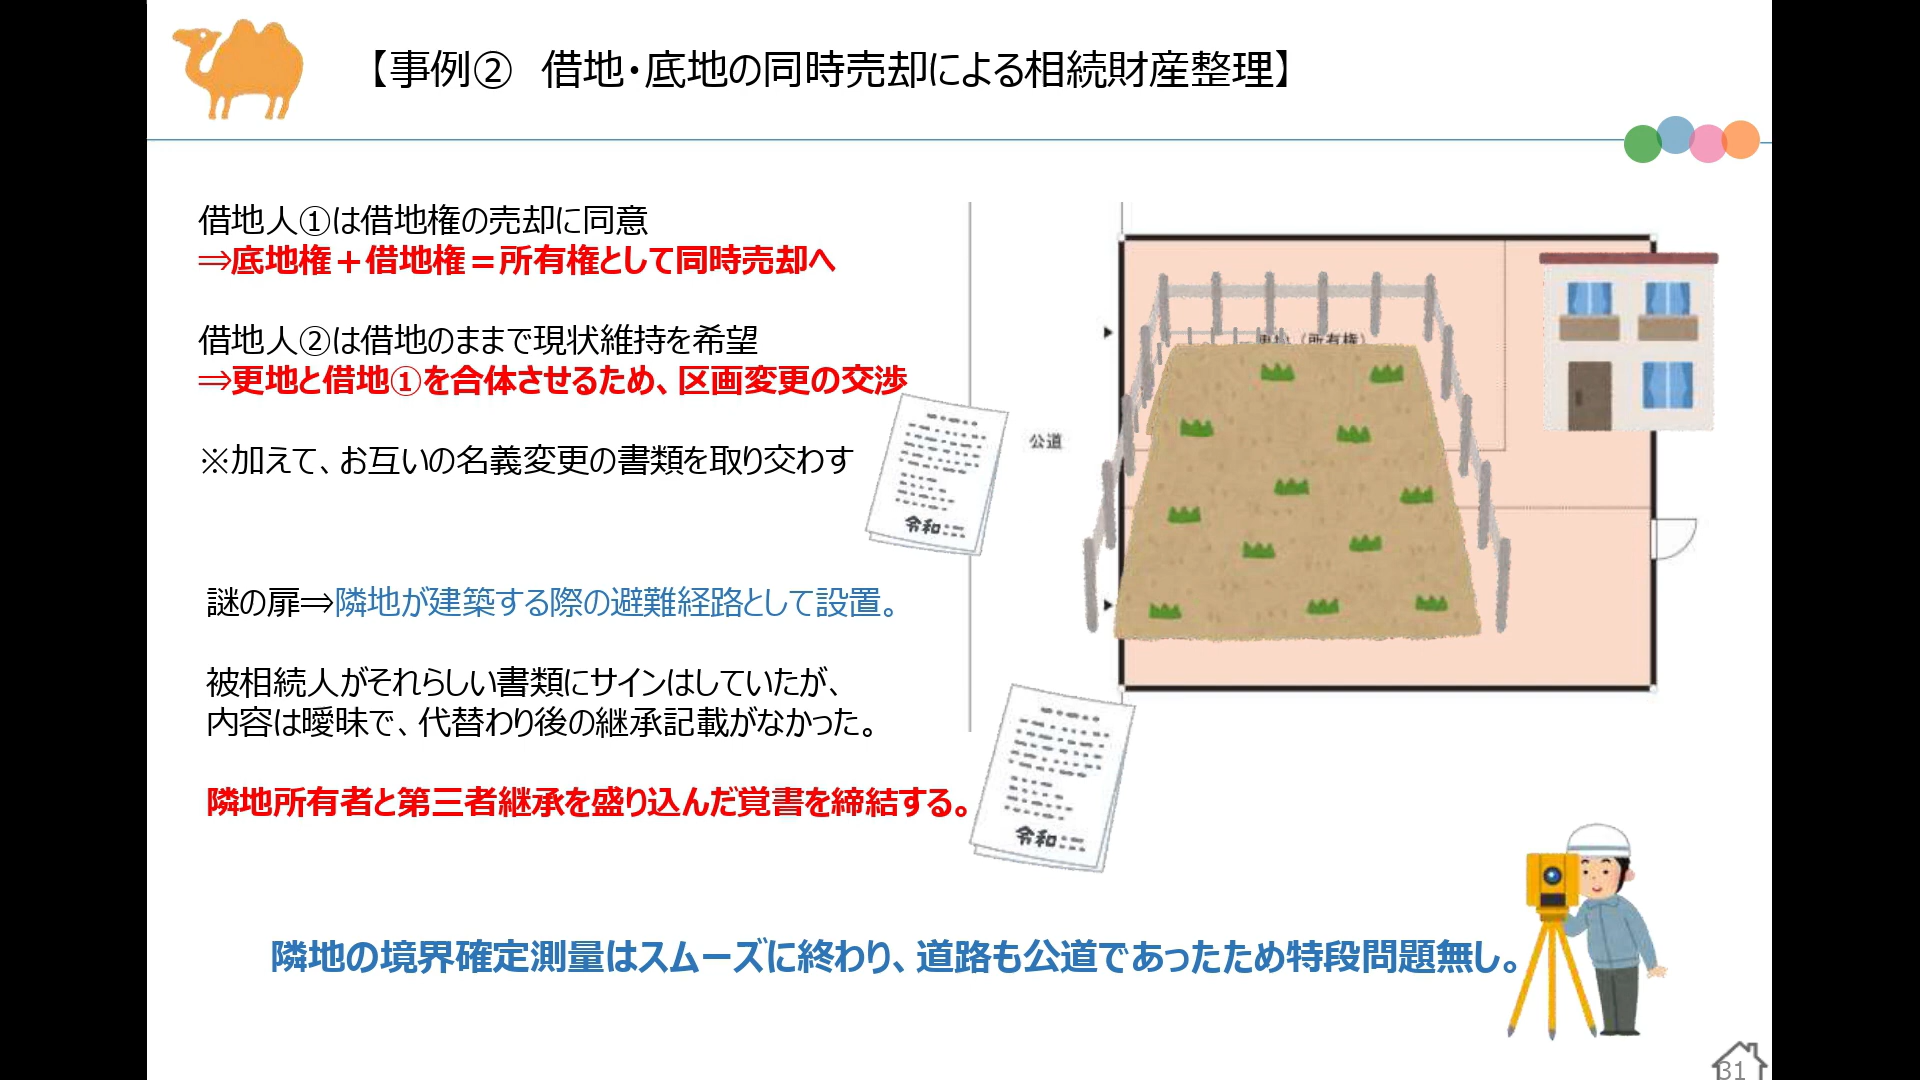 【事例② 借地・底地の同時売却による相続財産整理】
借地人①は借地権の売却に同意
⇒底地権＋借地権＝所有権として同時売却へ
借地人②は借地のままで現状維持を希望
⇒更地と借地①を合体させるため、区画変更の交渉
※加えて、お互いの名義変更の書類を取り交わす
令和
謎の扉⇒隣地が建築する際の避難経路として設置。
被相続人がそれらしい書類にサインはしていたが、
内容は曖昧で、代替わり後の継承記載がなかった。
隣地所有者と第三者継承を盛り込んだ覚書を締結する。
令和
公道
（所有権）
隣地の境界確定測量はスムーズに終わり、道路も公道であったため特段問題無し。
31